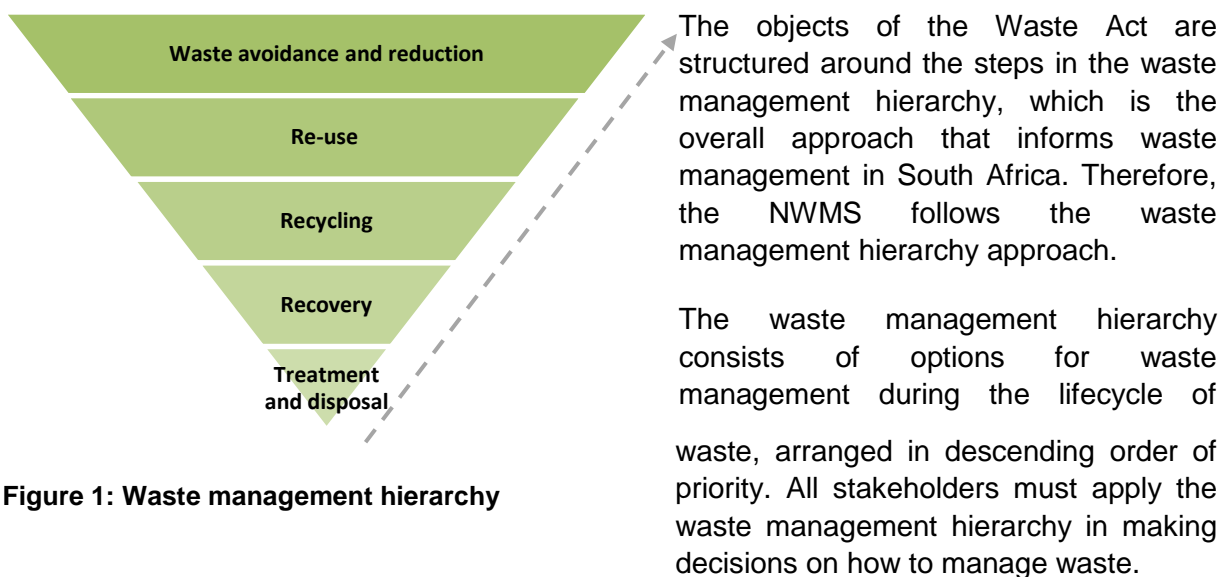 Waste avoidance and reduction
Re-use
Recycling
Recovery
Treatment
and disposal
Figure 1: Waste management hierarchy
The objects of the Waste Act are
structured around the steps in the waste
management hierarchy, which is the
overall approach that informs waste
management in South Africa. Therefore,
the NWMS follows the waste
management hierarchy approach.
The waste management hierarchy
consists of options for waste
management during the lifecycle of
waste, arranged in descending order of
priority. All stakeholders must apply the
waste management hierarchy in making
decisions on how to manage waste.